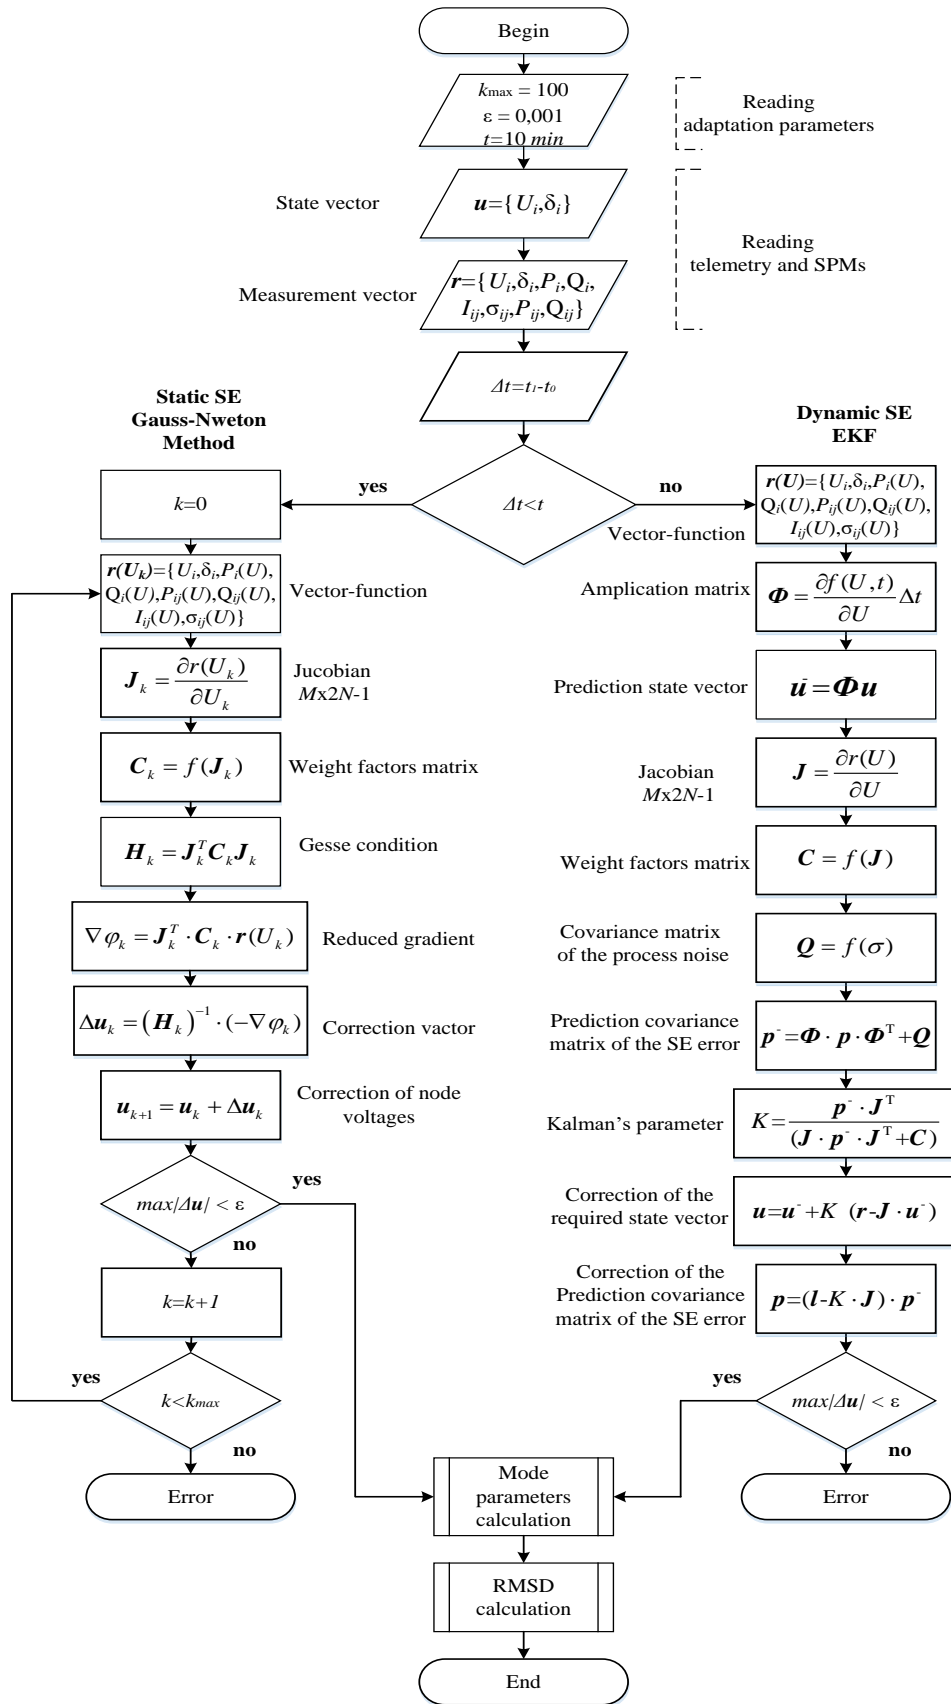 Begin
kmax = 100
ε = 0,001
t=10 min
Reading
adaptation parameters
State vector
u={Ui,δi}
Reading
telemetry and SPMs
Measurement vector
r={Ui,δi,Pi,Qi,
Iij,σij,Pij,Qij}
Δt=t1-t0
Static SE
Gauss-Nweton
Method
Dynamic SE
EKF
yes
Δt<t
no
k=0
r(U)={Ui,δi,Pi(U),
Qi(U),Pij(U),Qij(U),
Iij(U),σij(U)}
Vector-function
r(Uk)={Ui,δi,Pi(U),
Qi(U),Pij(U),Qij(U),
Iij(U),σij(U)}
Vector-function
Amplication matrix
Φ = ∂f(U,t)/∂U Δt
Jk = ∂r(Uk)/∂Uk
Jucobian
Mx2N-1
Prediction state vector
u-=Φu
Ck = f(Jk)
Weight factors matrix
Jacobian
Mx2N-1
J = ∂r(U)/∂U
Hk = JkT Ck Jk
Gesse condition
Weight factors matrix
C = f(J)
∇φk = JkT · Ck · r(Uk)
Reduced gradient
Covariance matrix
of the process noise
Q = f(σ)
Δuk = (Hk)−1 · (−∇φk)
Correction vactor
Prediction covariance
matrix of the SE error
p-=Φ · p · ΦT+Q
uk+1 = uk + Δuk
Correction of node
voltages
Kalman's parameter
K= p- · JT/(J · p- · JT+C)
max|Δu| < ε
yes
no
Correction of the
required state vector
u=u-+K (r-J · u-)
k=k+1
Correction of the
Prediction covariance
matrix of the SE error
p=(l-K · J) · p-
yes
k<kmax
no
yes
max|Δu| < ε
no
Error
Mode
parameters
calculation
Error
RMSD
calculation
End